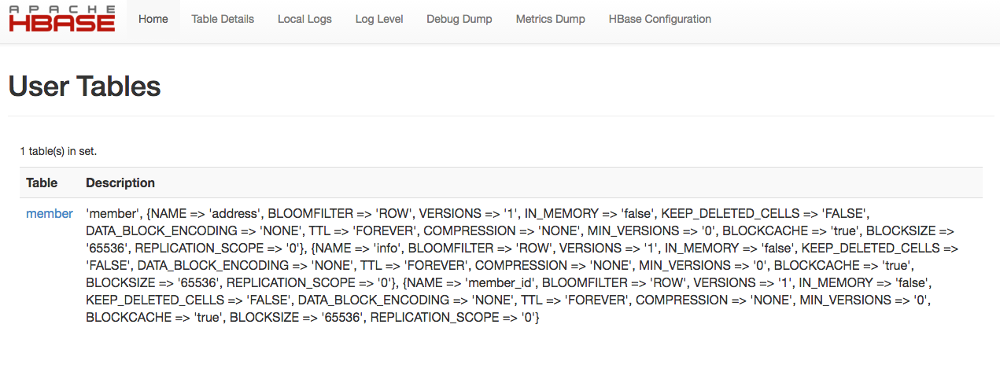 APACHE
HBASE
Home Table Details Local Logs Log Level Debug Dump Metrics Dump HBase Configuration
User Tables
1 table(s) in set.
Table Description
member 'member', {NAME => 'address', BLOOMFILTER => 'ROW', VERSIONS => '1', IN_MEMORY => 'false', KEEP_DELETED_CELLS => 'FALSE',
DATA_BLOCK_ENCODING => 'NONE', TTL => 'FOREVER', COMPRESSION => 'NONE', MIN_VERSIONS => '0', BLOCKCACHE => 'true', BLOCKSIZE =>
'65536', REPLICATION_SCOPE => '0'}, {NAME => 'info', BLOOMFILTER => 'ROW', VERSIONS => '1', IN_MEMORY => 'false', KEEP_DELETED_CELLS =>
'FALSE', DATA_BLOCK_ENCODING => 'NONE', TTL => 'FOREVER', COMPRESSION => 'NONE', MIN_VERSIONS => '0', BLOCKCACHE => 'true',
BLOCKSIZE => '65536', REPLICATION_SCOPE => '0'}, {NAME => 'member_id', BLOOMFILTER => 'ROW', VERSIONS => '1', IN_MEMORY => 'false',
KEEP_DELETED_CELLS => 'FALSE', DATA_BLOCK_ENCODING => 'NONE', TTL => 'FOREVER', COMPRESSION => 'NONE', MIN_VERSIONS => '0',
BLOCKCACHE => 'true', BLOCKSIZE => '65536', REPLICATION_SCOPE => '0'}